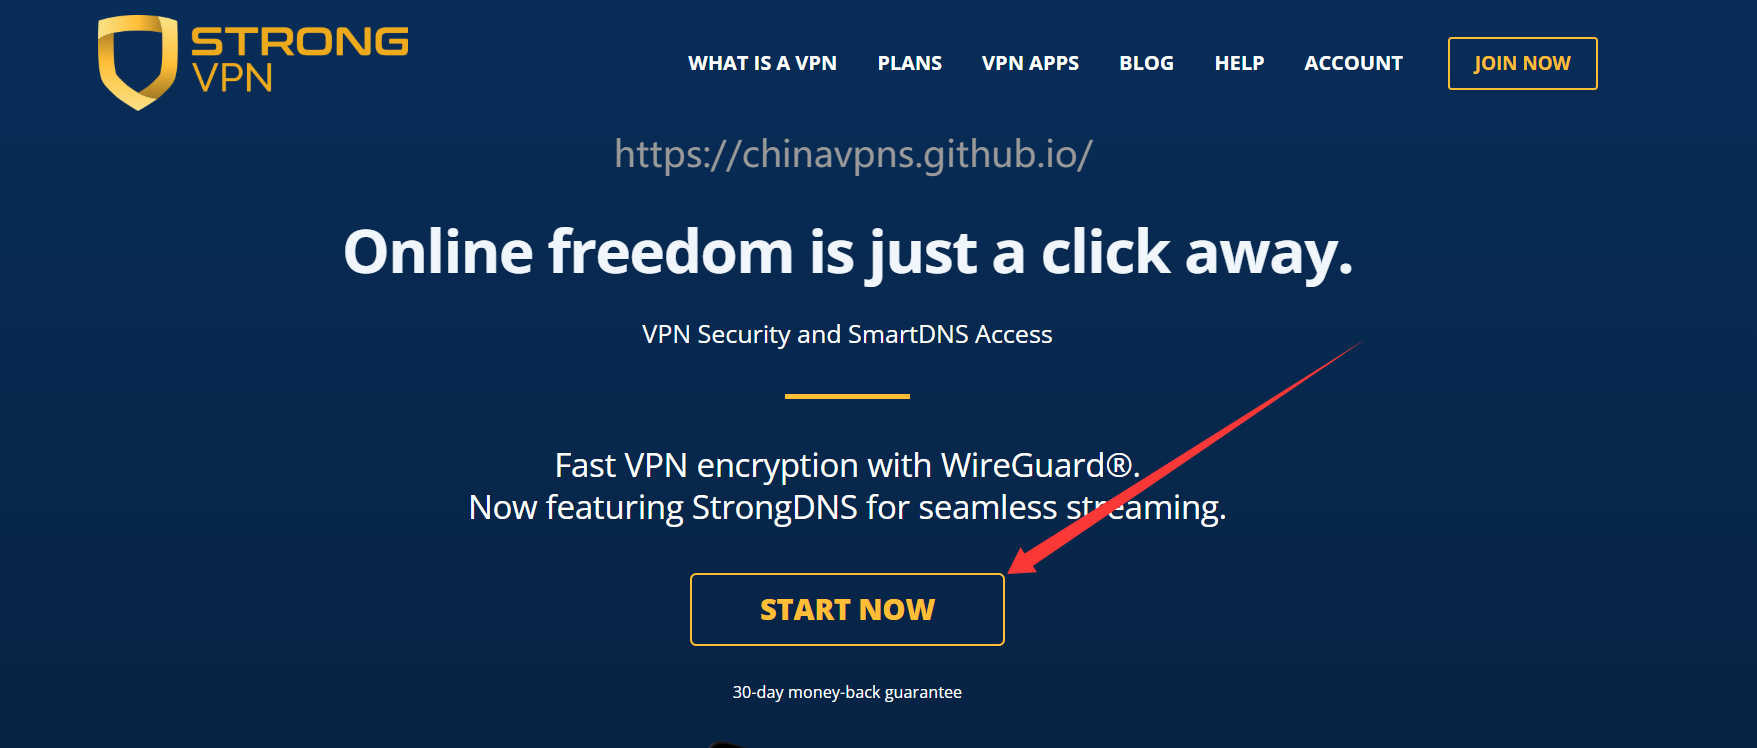 STRONG
VPN
WHAT IS A VPN PLANS VPN APPS BLOG HELP ACCOUNT JOIN NOW
https://chinavpns.github.io/
Online freedom is just a click away.
VPN Security and SmartDNS Access
Fast VPN encryption with WireGuard®.
Now featuring StrongDNS for seamless streaming.
START NOW
30-day money-back guarantee